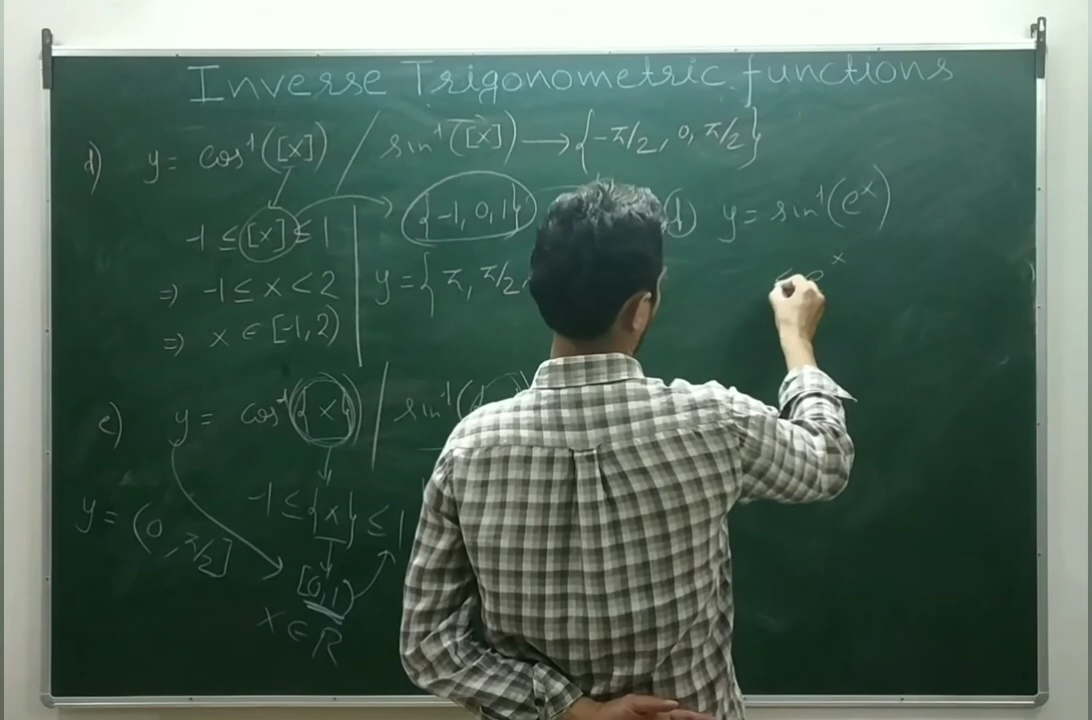 Inverse Trigonometric functions
d) y = cos⁻¹([x]) / sin⁻¹([x]) → {-π/2, 0, π/2}
-1 ≤ [x] ≤ 1
{-1, 0, 1}
⇒ -1 ≤ x < 2
y = { π, π/2,
⇒ x ∈ [-1, 2)
e) y = cos⁻¹({x}) / sin⁻¹(
-1 ≤ {x} ≤ 1
y = (0, π/2]
[0, 1)
x ∈ R
y = sin⁻¹(eˣ)
x